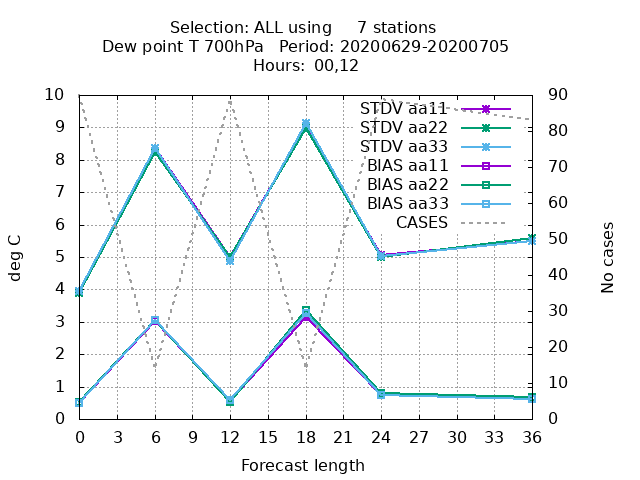 Selection: ALL using     7 stations
Dew point T 700hPa   Period: 20200629-20200705
Hours:  00,12
10
9
8
7
6
5
4
3
2
1
0
deg C
90
80
70
60
50
40
30
20
10
0
No cases
STDV aa11
STDV aa22
STDV aa33
BIAS aa11
BIAS aa22
BIAS aa33
CASES
0 3 6 9 12 15 18 21 24 27 30 33 36
Forecast length